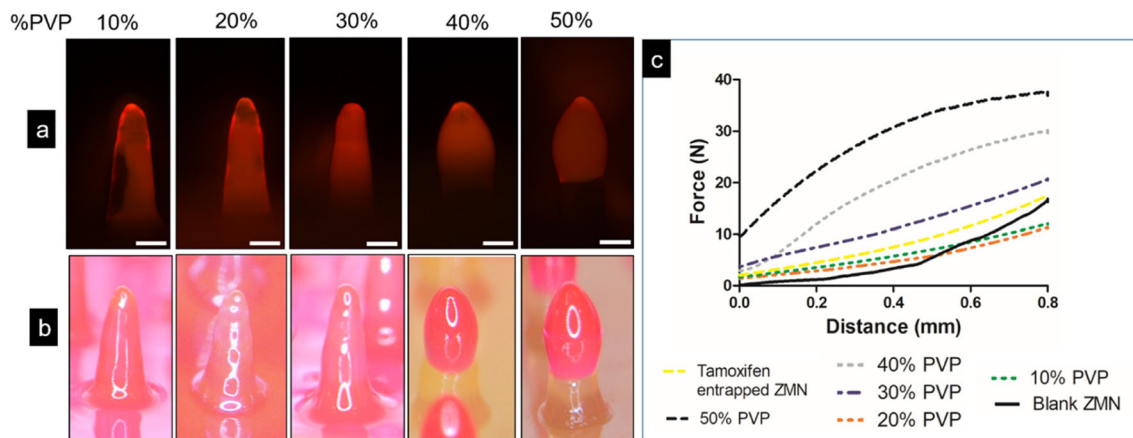 %PVP 10% 20% 30% 40% 50%
a
b
c
Force (N)
40
30
20
10
0
0.0 0.2 0.4 0.6 0.8
Distance (mm)
Tamoxifen
entrapped ZMN
50% PVP
40% PVP
30% PVP
20% PVP
10% PVP
Blank ZMN